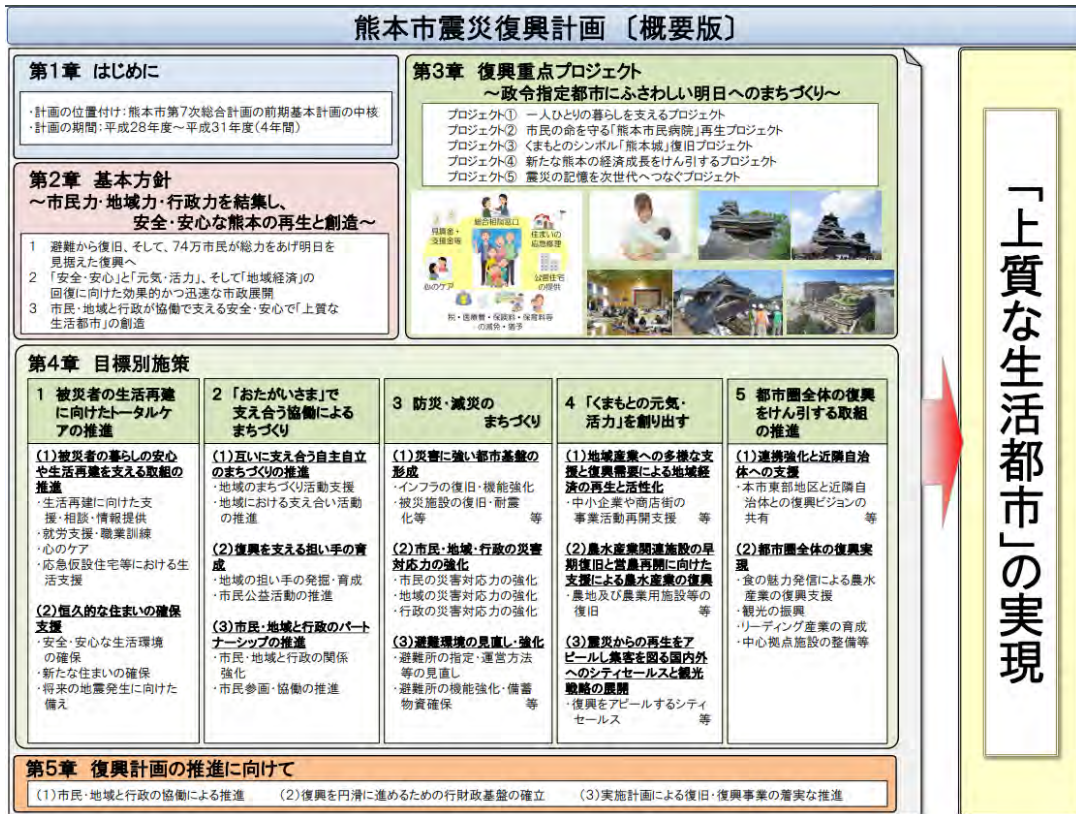 熊本市震災復興計画 〔概要版〕
第1章 はじめに
・計画の位置付け：熊本市第7次総合計画の前期基本計画の中核
・計画の期間：平成28年度～平成31年度(4年間)
第2章 基本方針
～市民力・地域力・行政力を結集し、
安全・安心な熊本の再生と創造～
1 避難から復旧、そして、74万市民が総力をあげ明日を
見据えた復興へ
2 「安全・安心」と「元気・活力」、そして「地域経済」の
回復に向けた効果的かつ迅速な市政展開
3 市民・地域と行政が協働で支える安全・安心で「上質な
生活都市」の創造
第3章 復興重点プロジェクト
～政令指定都市にふさわしい明日へのまちづくり～
プロジェクト① 一人ひとりの暮らしを支えるプロジェクト
プロジェクト② 市民の命を守る「熊本市民病院」再生プロジェクト
プロジェクト③ くまもとのシンボル「熊本城」復旧プロジェクト
プロジェクト④ 新たな熊本の経済成長をけん引するプロジェクト
プロジェクト⑤ 震災の記憶を次世代へつなぐプロジェクト
総合相談窓口
見舞金・
支援金等
住まいの
応急修理
心のケア
公営住宅
の提供
税・医療費・保険料・保育料等
の減免・猶予
第4章 目標別施策
1 被災者の生活再建
に向けたトータルケ
アの推進
(1)被災者の暮らしの安心
や生活再建を支える取組の
推進
・生活再建に向けた支
援・相談・情報提供
・就労支援・職業訓練
・心のケア
・応急仮設住宅等における生
活支援
(2)恒久的な住まいの確保
支援
・安全・安心な生活環境
の確保
・新たな住まいの確保
・将来の地震発生に向けた
備え
2 「おたがいさま」で
支え合う協働による
まちづくり
(1)互いに支え合う自主自立
のまちづくりの推進
・地域のまちづくり活動支援
・地域における支え合い活動
の推進
(2)復興を支える担い手の育
成
・地域の担い手の発掘・育成
・市民公益活動の推進
(3)市民・地域と行政のパート
ナーシップの推進
・市民・地域と行政の関係
強化
・市民参画・協働の推進
3 防災・減災の
まちづくり
(1)災害に強い都市基盤の
形成
・インフラの復旧・機能強化
・被災施設の復旧・耐震
化等 等
(2)市民・地域・行政の災害
対応力の強化
・市民の災害対応力の強化
・地域の災害対応力の強化
・行政の災害対応力の強化
(3)避難環境の見直し・強化
・避難所の指定・運営方法
等の見直し
・避難所の機能強化・備蓄
物資確保 等
4 「くまもとの元気・
活力」を創り出す
(1)地域産業への多様な支
援と復興需要による地域経
済の再生と活性化
・中小企業や商店街の
事業活動再開支援 等
(2)農水産業関連施設の早
期復旧と営農再開に向けた
支援による農水産業の復興
・農地及び農業用施設等の
復旧 等
(3)震災からの再生をア
ピールし集客を図る国内外
へのシティセールスと観光
戦略の展開
・復興をアピールするシティ
セールス 等
5 都市圏全体の復興
をけん引する取組
の推進
(1)連携強化と近隣自治
体への支援
・本市東部地区と近隣自
治体との復興ビジョンの
共有 等
(2)都市圏全体の復興実
現
・食の魅力発信による農水
産業の復興支援
・観光の振興
・リーディング産業の育成
・中心拠点施設の整備等
第5章 復興計画の推進に向けて
(1)市民・地域と行政の協働による推進 (2)復興を円滑に進めるための行財政基盤の確立 (3)実施計画による復旧・復興事業の着実な推進
「上質な生活都市」の実現